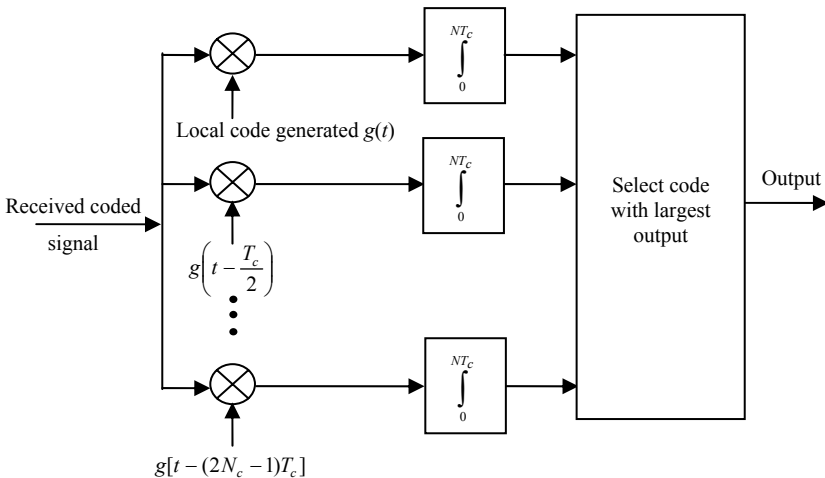 NT_c
∫
0
Local code generated g(t)
NT_c
∫
0
Select code
with largest
output
Output
Received coded
signal
g(t − T_c/2)
NT_c
∫
0
g[t − (2N_c − 1)T_c]